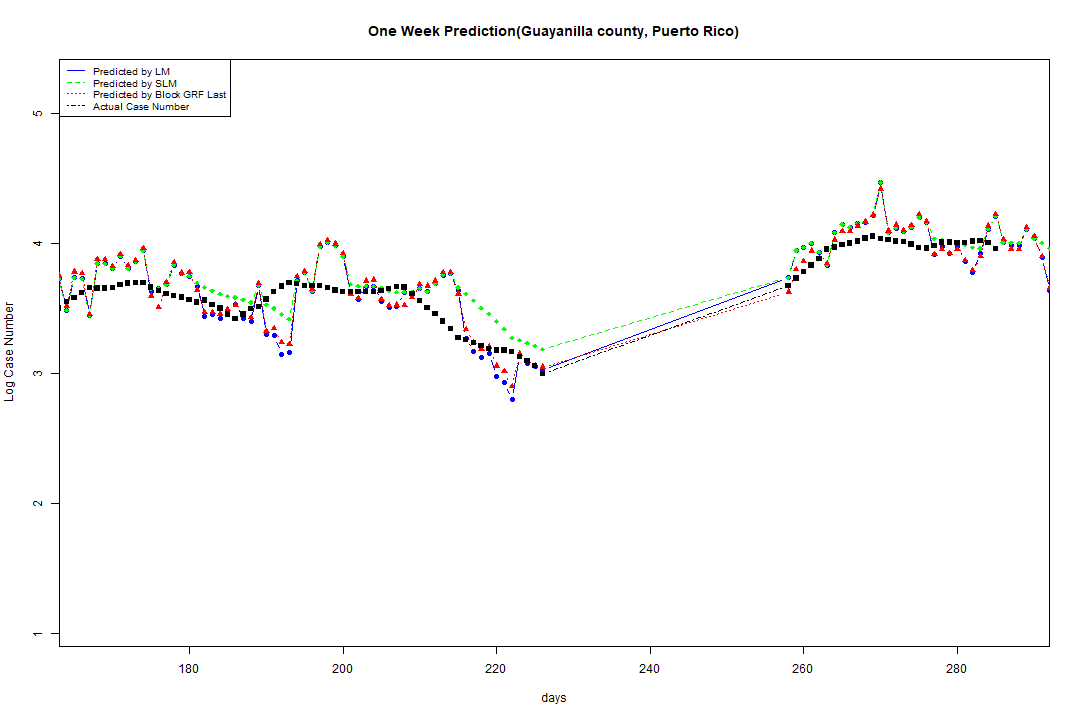 One Week Prediction(Guayanilla county, Puerto Rico)
Predicted by LM
Predicted by SLM
Predicted by Block GRF Last
Actual Case Number
5
4
3
2
1
Log Case Number
180 200 220 240 260 280
days